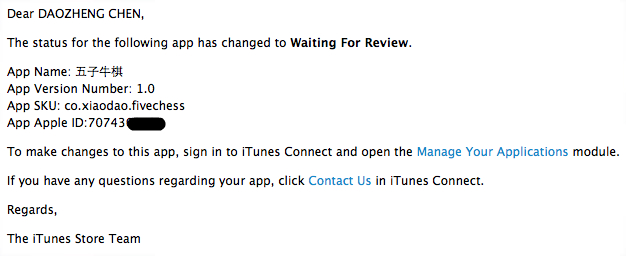 Dear DAOZHENG CHEN,
The status for the following app has changed to Waiting For Review.
App Name: 五子牛棋
App Version Number: 1.0
App SKU: co.xiaodao.fivechess
App Apple ID:70743
To make changes to this app, sign in to iTunes Connect and open the Manage Your Applications module.
If you have any questions regarding your app, click Contact Us in iTunes Connect.
Regards,
The iTunes Store Team